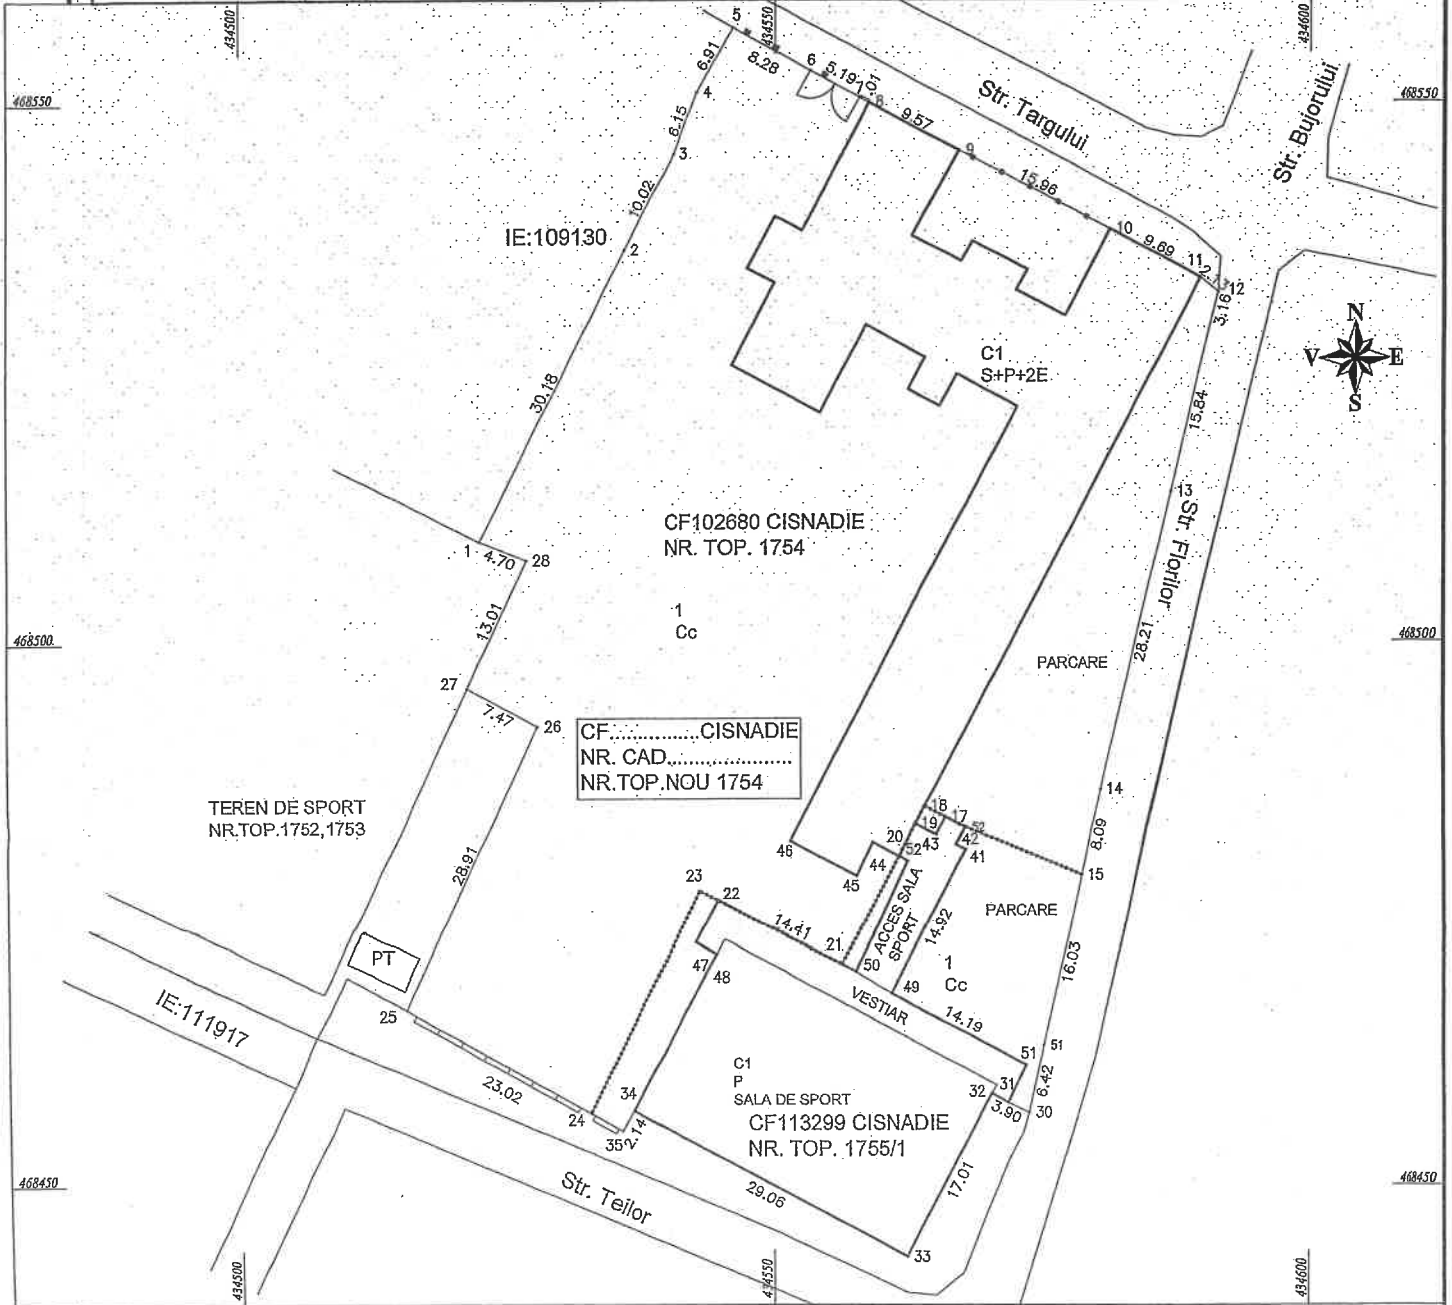 434500
434550
434600
5
6.91
8.28
6
5.19
7
1.01
8
4
9.57
Str. Targului
Str. Bujorului
468550
468550
6.15
3
9
15.96
10.02
IE:109130
2
10
9.69
11
2.13
12
3.16
N
V
E
S
C1
S+P+2E
30.18
15.84
13
Str. Florilor
CF102680 CISNADIE
NR. TOP. 1754
1
4.70
28
1
Cc
13.01
468500
468500
28.21
PARCARE
27
7.47
26
CF..............CISNADIE
NR. CAD....................
NR.TOP.NOU 1754
14
TEREN DE SPORT
NR.TOP.1752,1753
18
17
52
19
42
43
41
20
52
8.09
46
44
45
15
28.91
23
22
14.41
21
ACCES SALA
SPORT
14.92
PARCARE
1
Cc
PT
47
48
50
49
VESTIAR
14.19
16.03
IE:111917
25
51
51
23.02
C1
P
SALA DE SPORT
CF113299 CISNADIE
NR. TOP. 1755/1
34
32
31
6.42
3.90
30
24
35
2.14
468450
468450
29.06
17.01
Str. Teilor
33
434500
434550
434600